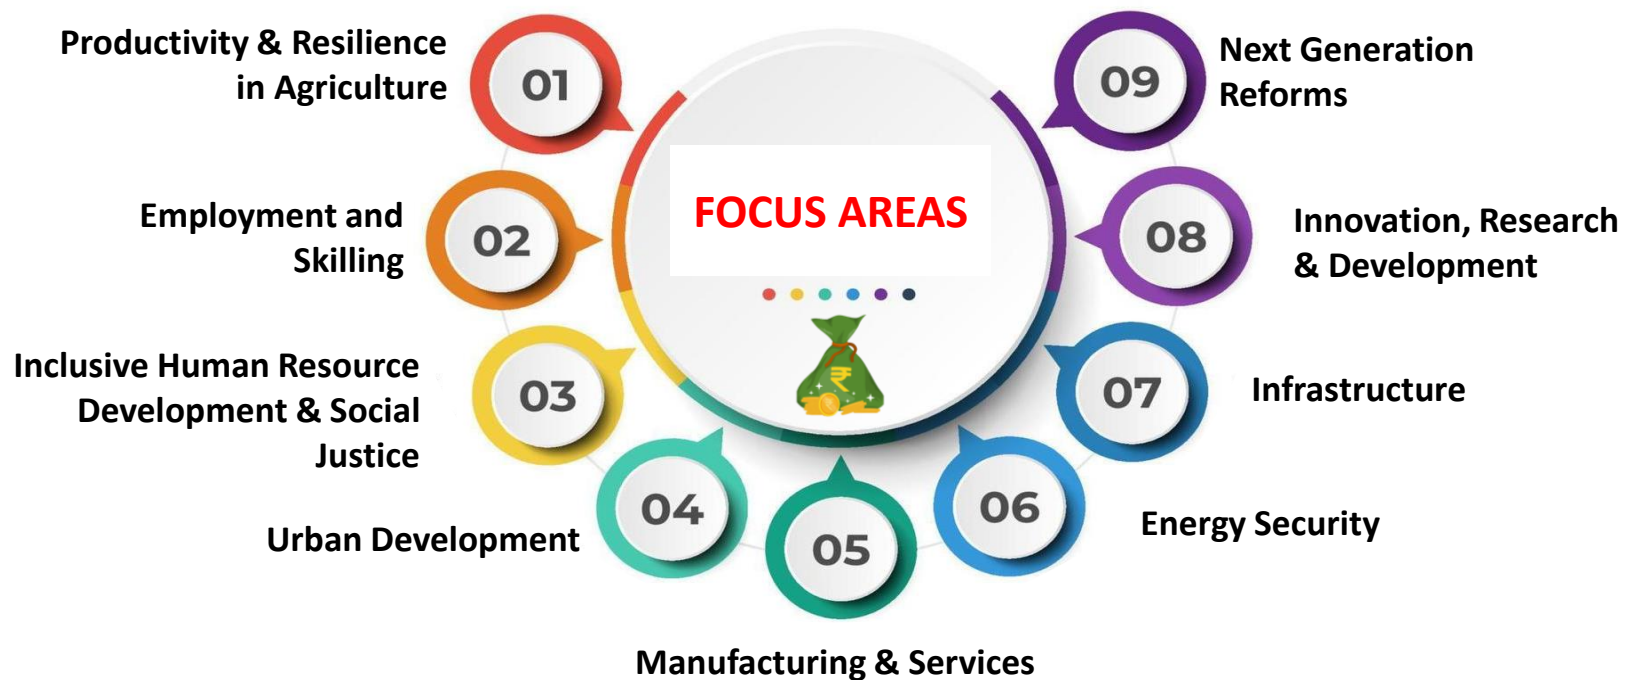 Productivity & Resilience
in Agriculture
01
Employment and
Skilling
02
Inclusive Human Resource
Development & Social
Justice
03
Urban Development
04
Manufacturing & Services
05
Energy Security
06
Infrastructure
07
Innovation, Research
& Development
08
Next Generation
Reforms
09
FOCUS AREAS
₹